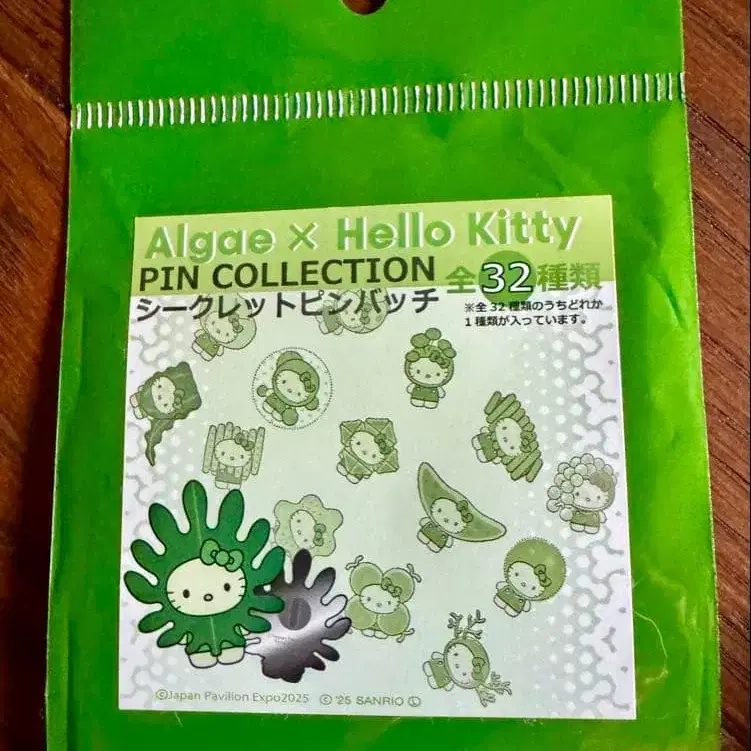 Algae × Hello Kitty
PIN COLLECTION
シークレットピンバッチ
全32種類
※全32種類のうちどれか
1種類が入っています。
©Japan Pavilion Expo2025 © '25 SANRIO Ⓛ